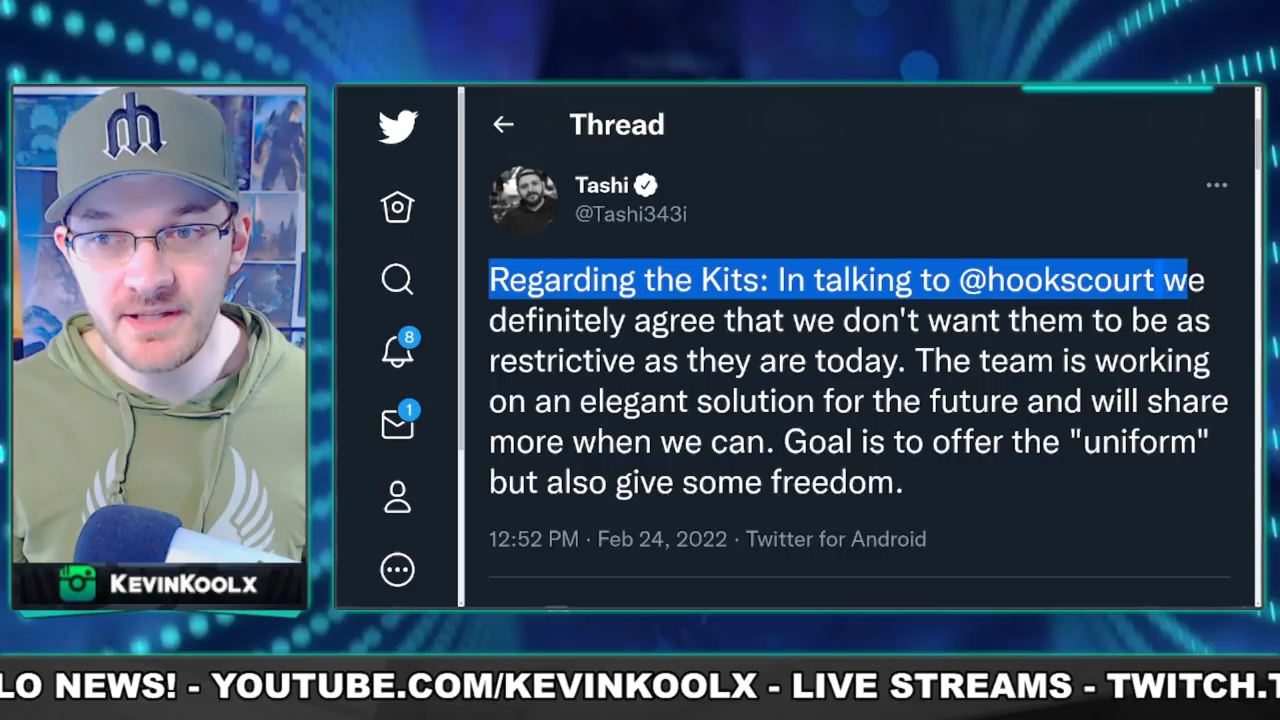 Thread
Tashi
@Tashi343i
Regarding the Kits: In talking to @hookscourt we
definitely agree that we don't want them to be as
restrictive as they are today. The team is working
on an elegant solution for the future and will share
more when we can. Goal is to offer the "uniform"
but also give some freedom.
12:52 PM · Feb 24, 2022 · Twitter for Android
8
1
KEVINKOOLX
LO NEWS! - YOUTUBE.COM/KEVINKOOLX - LIVE STREAMS - TWITCH.T